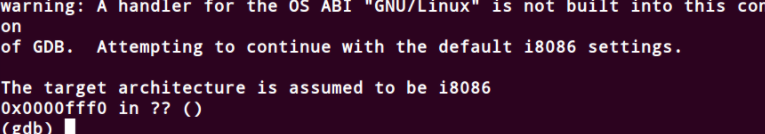 warning: A handler for the OS ABI "GNU/Linux" is not built into this con
on
of GDB.  Attempting to continue with the default i8086 settings.

The target architecture is assumed to be i8086
0x0000fff0 in ?? ()
(gdb)